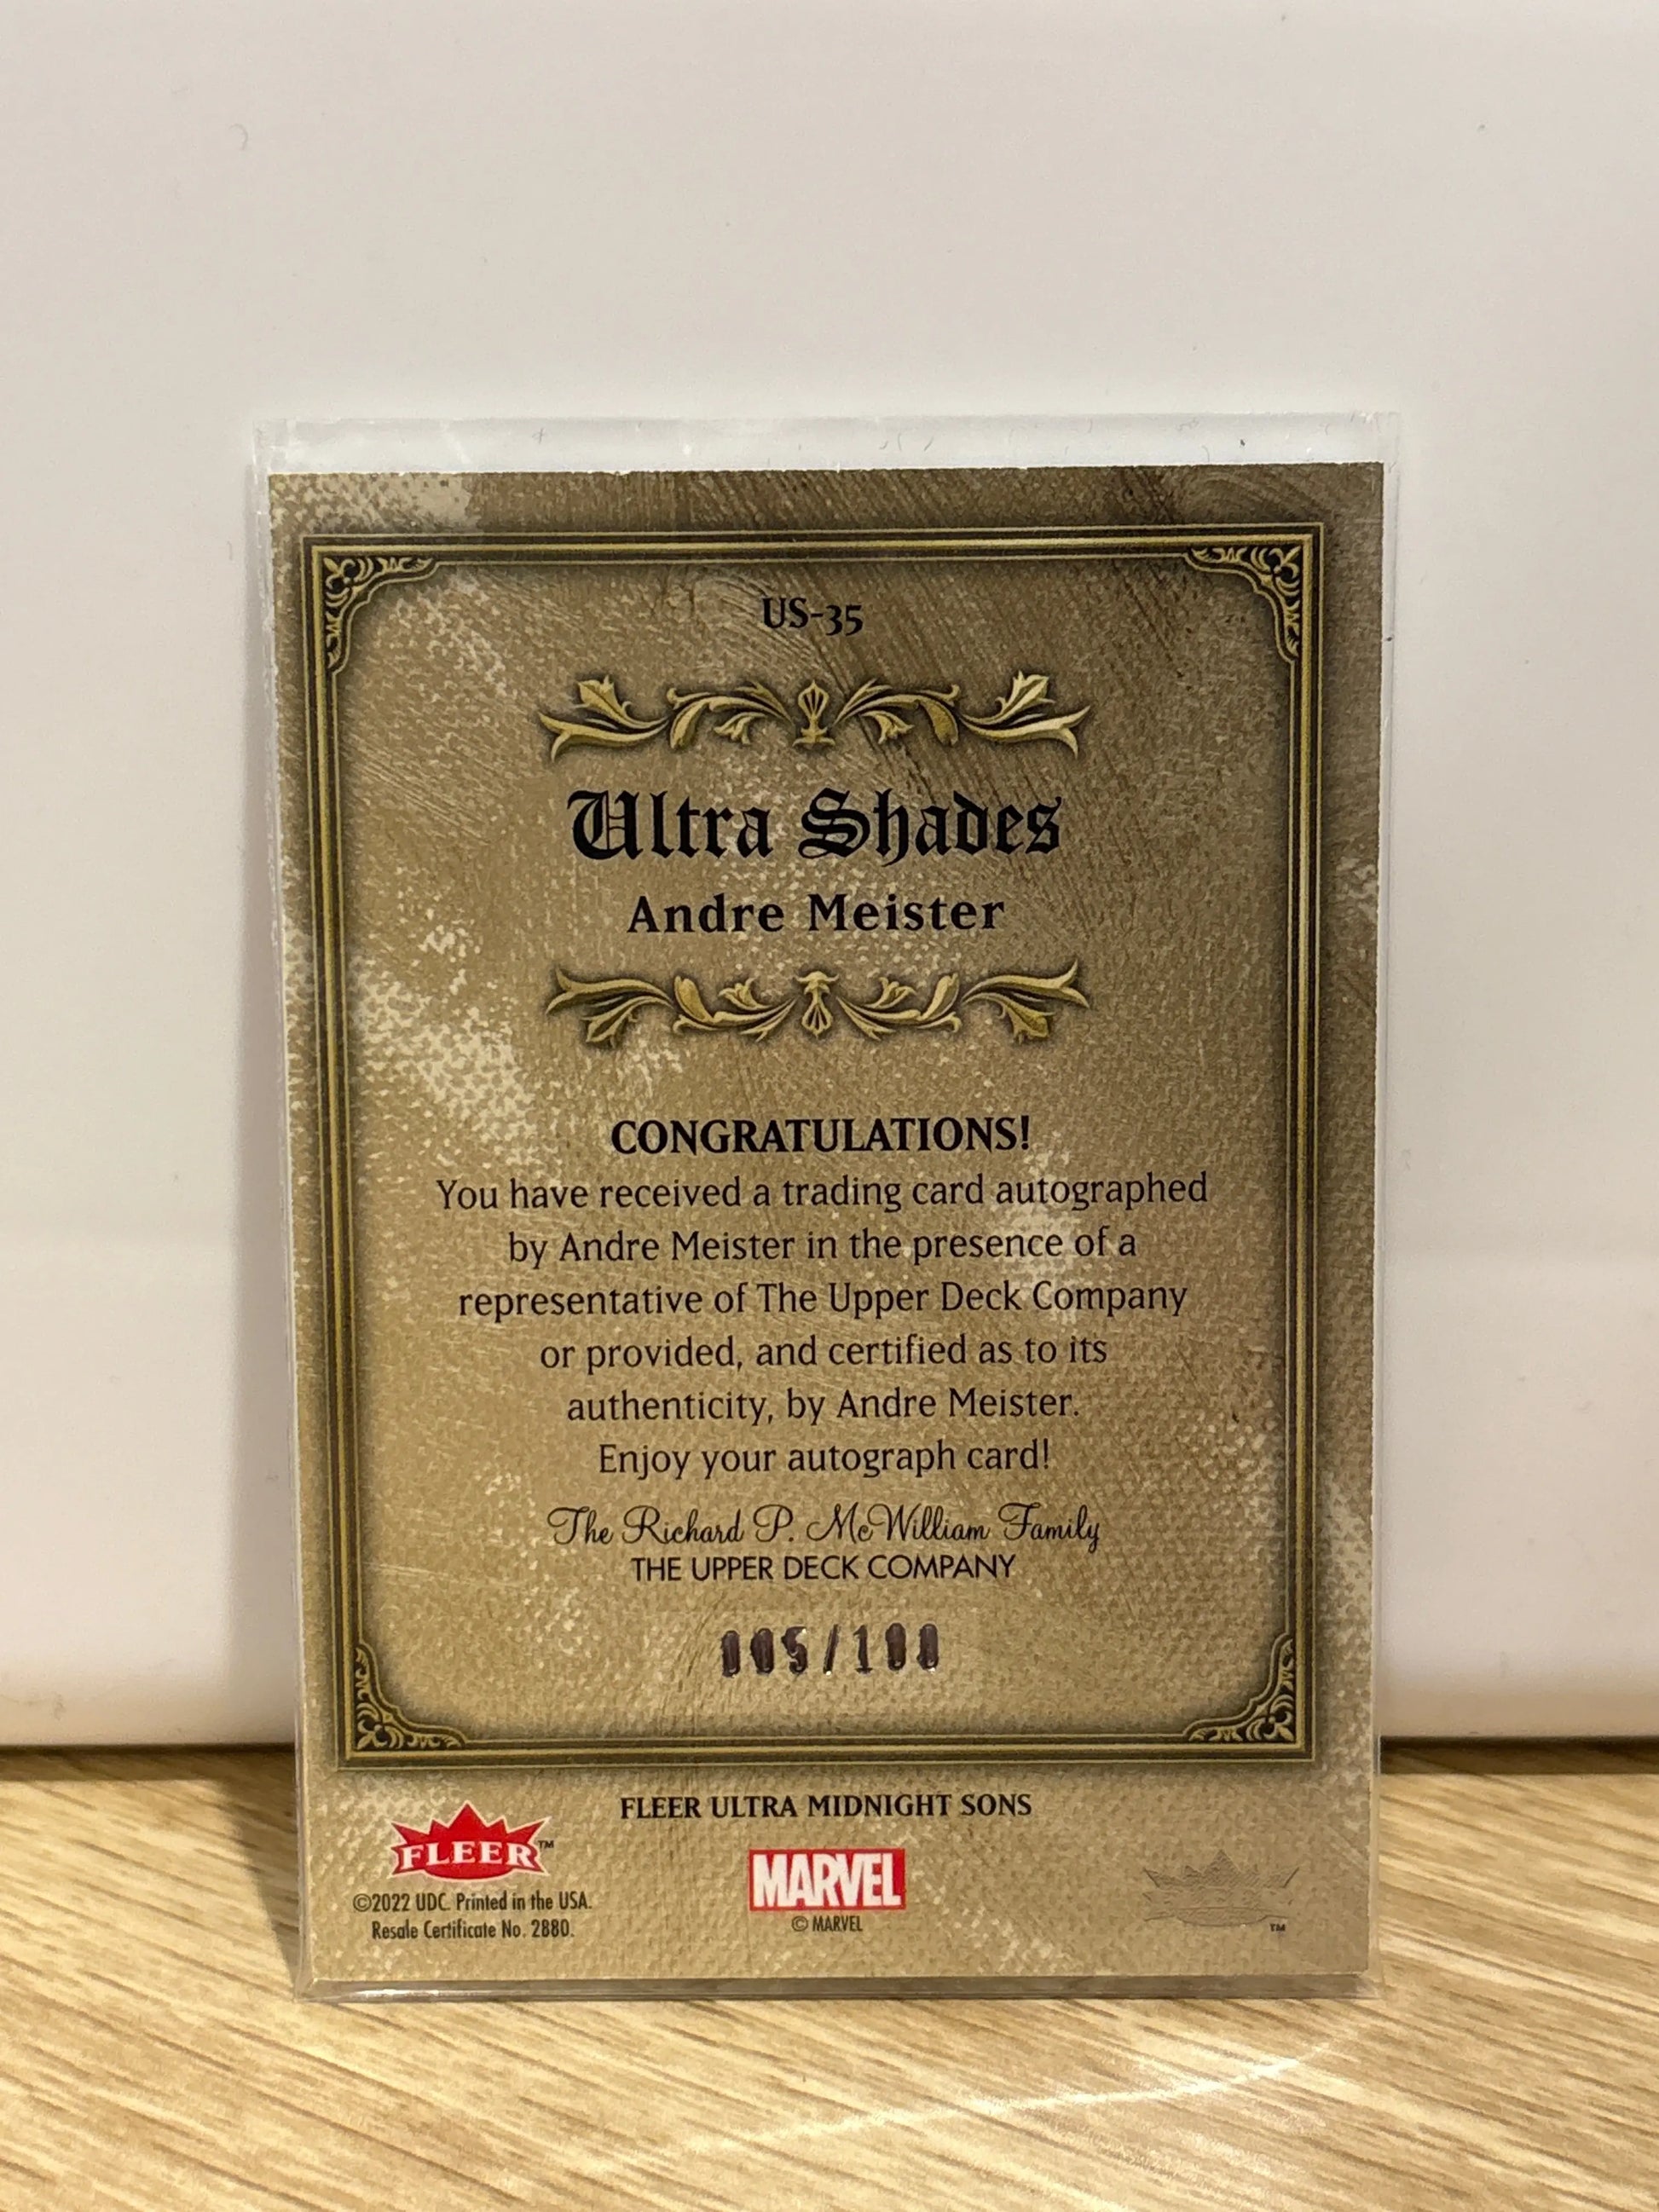 US-35
Ultra Shades
Andre Meister
CONGRATULATIONS!
You have received a trading card autographed
by Andre Meister in the presence of a
representative of The Upper Deck Company
or provided, and certified as to its
authenticity, by Andre Meister.
Enjoy your autograph card!
The Richard P. McWilliam Family
THE UPPER DECK COMPANY
005/100
FLEER ULTRA MIDNIGHT SONS
FLEER™
©2022 UDC. Printed in the USA.
Resale Certificate No. 2880.
MARVEL
© MARVEL
™